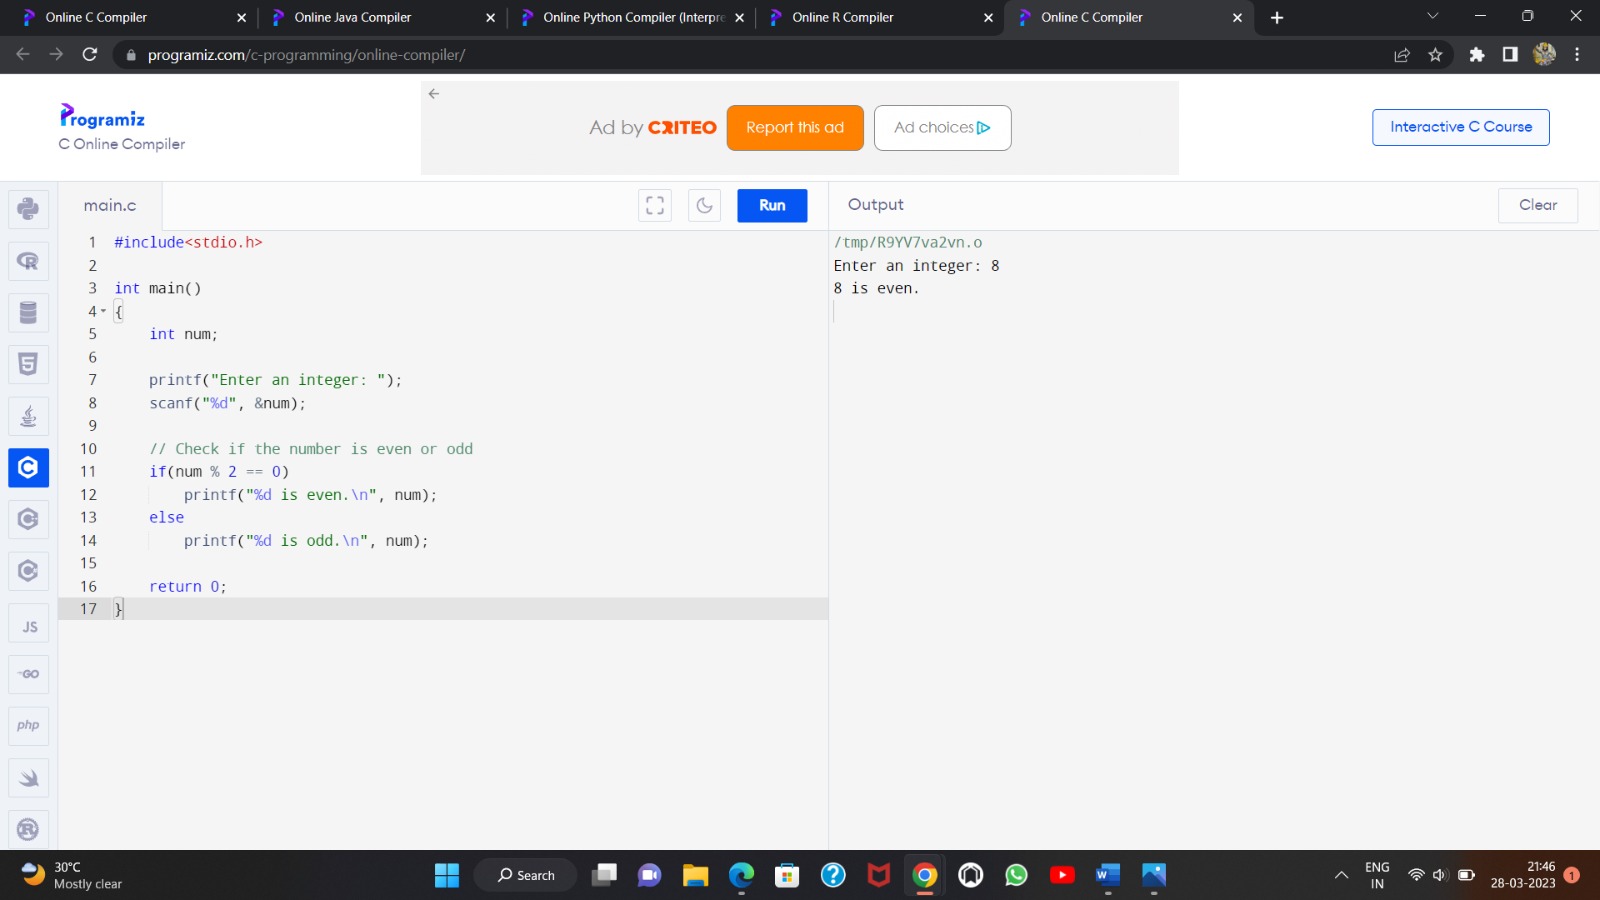 Online C Compiler
Online Java Compiler
Online Python Compiler (Interpre
Online R Compiler
Online C Compiler
programiz.com/c-programming/online-compiler/
Programiz
C Online Compiler
Ad by CRITEO
Report this ad
Ad choices
Interactive C Course
main.c
Run
Output
Clear
1 #include<stdio.h>
2
3 int main()
4 {
5     int num;
6
7     printf("Enter an integer: ");
8     scanf("%d", &num);
9
10     // Check if the number is even or odd
11     if(num % 2 == 0)
12         printf("%d is even.\n", num);
13     else
14         printf("%d is odd.\n", num);
15
16     return 0;
17 }
/tmp/R9YV7va2vn.o
Enter an integer: 8
8 is even.
R
5
C
C
C
JS
GO
php
R
30°C
Mostly clear
Search
W
ENG
IN
21:46
28-03-2023
1